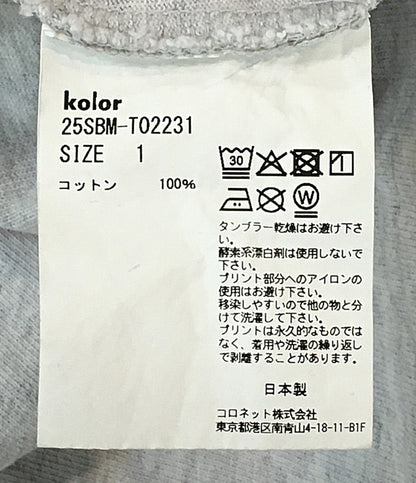 kolor
25SBM-T02231
SIZE 1
コットン 100%
30
W
タンブラー乾燥はお避け下さ
い。
酵素系漂白剤は使用しないで
下さい。
プリント部分へのアイロンの
使用はお避け下さい。
移染しやすいので他の物と分
けて洗濯して下さい。
プリントは永久的なものでは
なく、着用や洗濯の繰り返し
で剥離することがあります。
日本製
コロネット株式会社
東京都港区南青山4-18-11-B1F